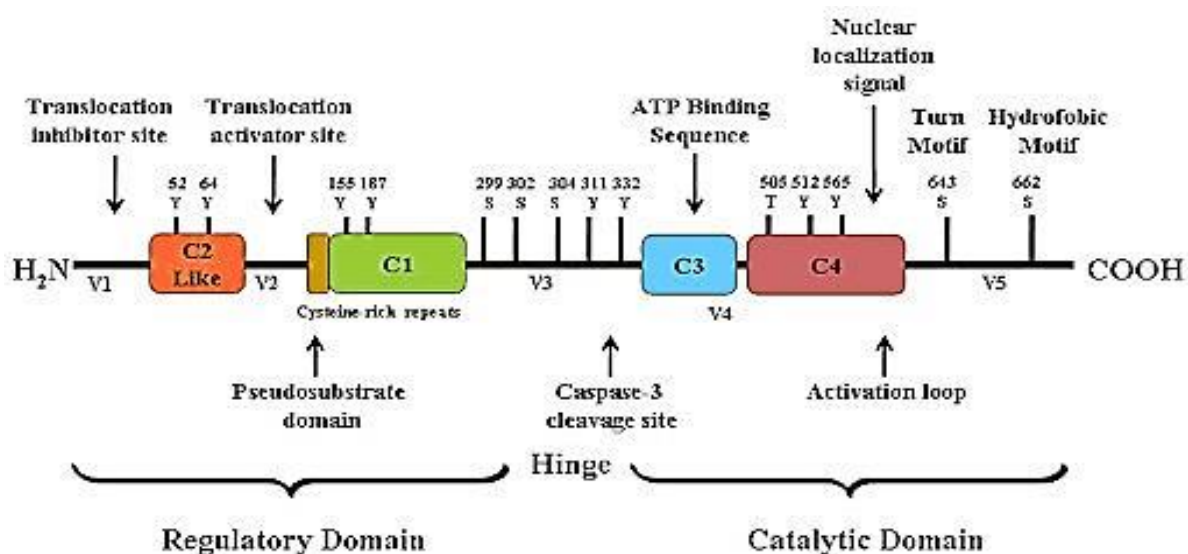 Nuclear
localization
signal
Translocation
inhibitor site
Translocation
activator site
ATP Binding
Sequence
Turn
Motif
Hydrofobic
Motif
52 64
Y Y
155 187
Y Y
299 302 304 311 332
S S S Y Y
505 512 565
T Y Y
643
S
662
S
H2N
V1
C2
Like
V2
C1
Cysteine-rich repeats
V3
C3
V4
C4
V5
COOH
Pseudosubstrate
domain
Caspase-3
cleavage site
Activation loop
Hinge
Regulatory Domain
Catalytic Domain